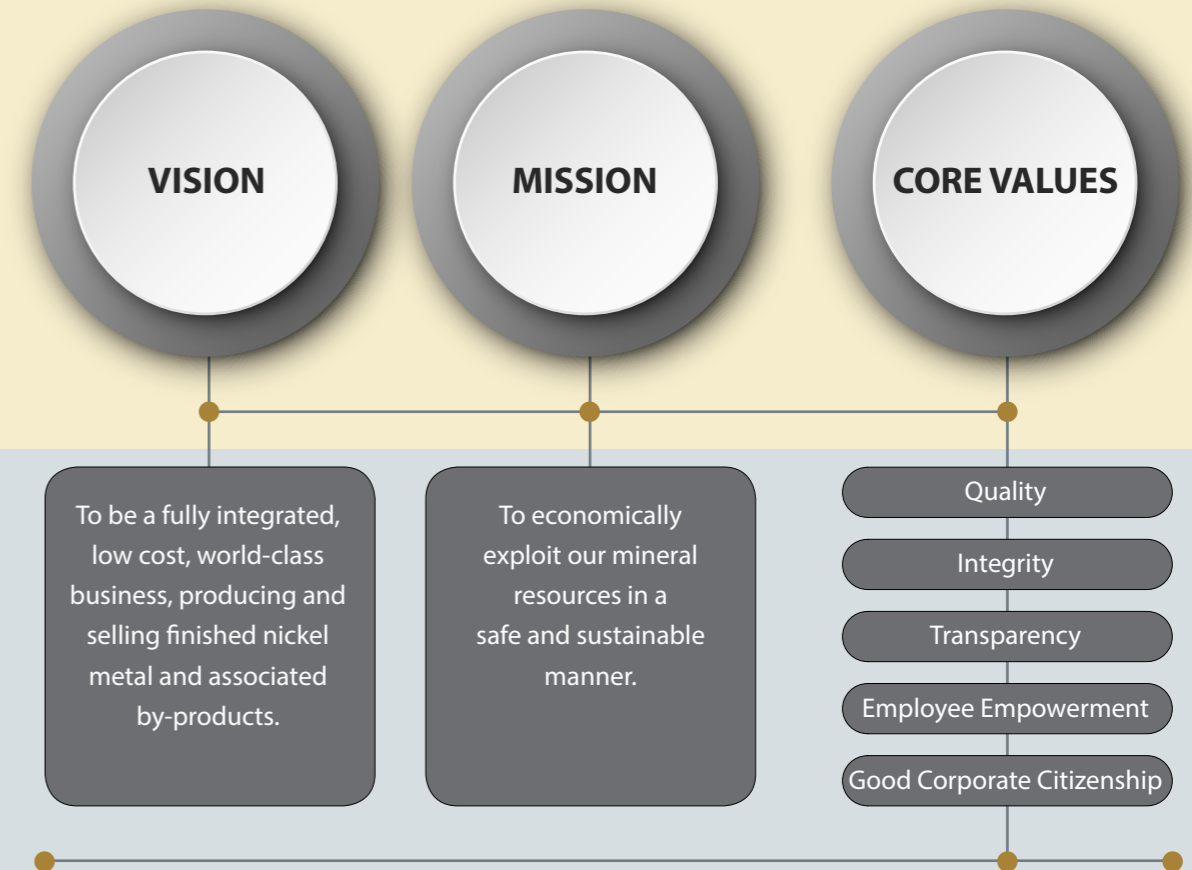 VISION
MISSION
CORE VALUES
To be a fully integrated,
low cost, world-class
business, producing and
selling finished nickel
metal and associated
by-products.
To economically
exploit our mineral
resources in a
safe and sustainable
manner.
Quality
Integrity
Transparency
Employee Empowerment
Good Corporate Citizenship